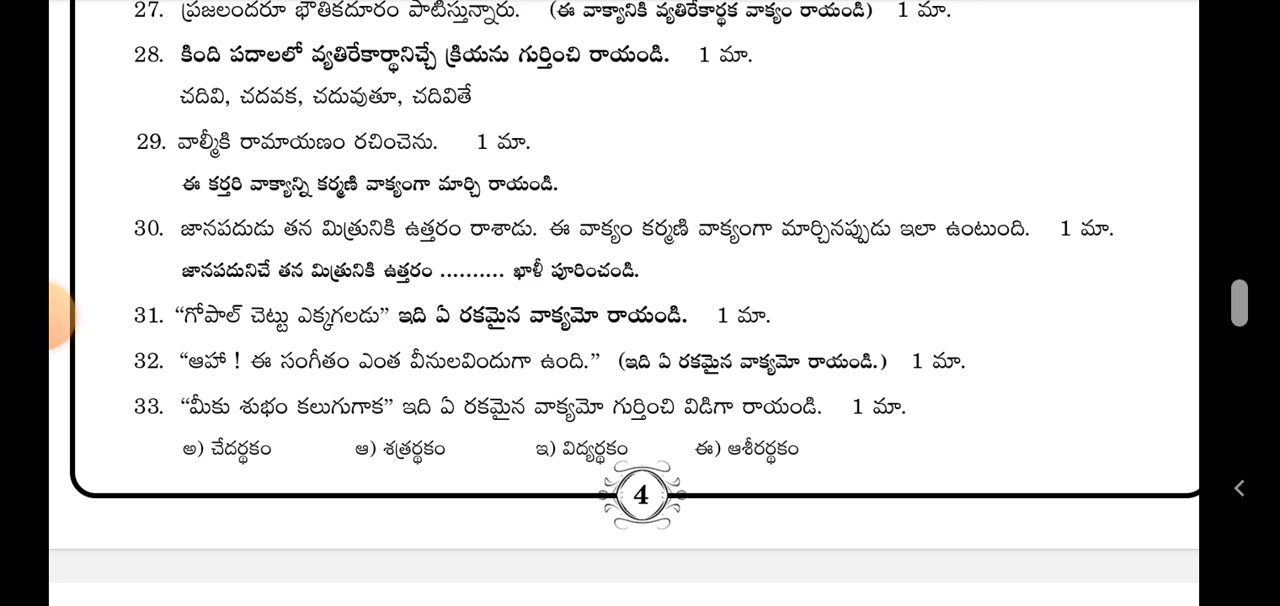 27. ప్రజలందరూ భౌతికదూరం పాటిస్తున్నారు. (ఈ వాక్యానికి వ్యతిరేకార్థక వాక్యం రాయండి) 1 మా.
28. కింది పదాలలో వ్యతిరేకార్థానిచ్చే క్రియను గుర్తించి రాయండి. 1 మా.
చదివి, చదవక, చదువుతూ, చదివితే
29. వాల్మీకి రామాయణం రచించెను. 1 మా.
ఈ కర్తరి వాక్యాన్ని కర్మణి వాక్యంగా మార్చి రాయండి.
30. జానపదుడు తన మిత్రునికి ఉత్తరం రాశాడు. ఈ వాక్యం కర్మణి వాక్యంగా మార్చినప్పుడు ఇలా ఉంటుంది. 1 మా.
జానపదునిచే తన మిత్రునికి ఉత్తరం .......... ఖాళీ పూరించండి.
31. “గోపాల్ చెట్టు ఎక్కగలడు” ఇది ఏ రకమైన వాక్యమో రాయండి. 1 మా.
32. “ఆహా ! ఈ సంగీతం ఎంత వీనులవిందుగా ఉంది.” (ఇది ఏ రకమైన వాక్యమో రాయండి.) 1 మా.
33. “మీకు శుభం కలుగుగాక” ఇది ఏ రకమైన వాక్యమో గుర్తించి విడిగా రాయండి. 1 మా.
అ) చేదర్థకం ఆ) శత్రర్థకం ఇ) విద్యర్థకం ఈ) ఆశీరర్థకం
4